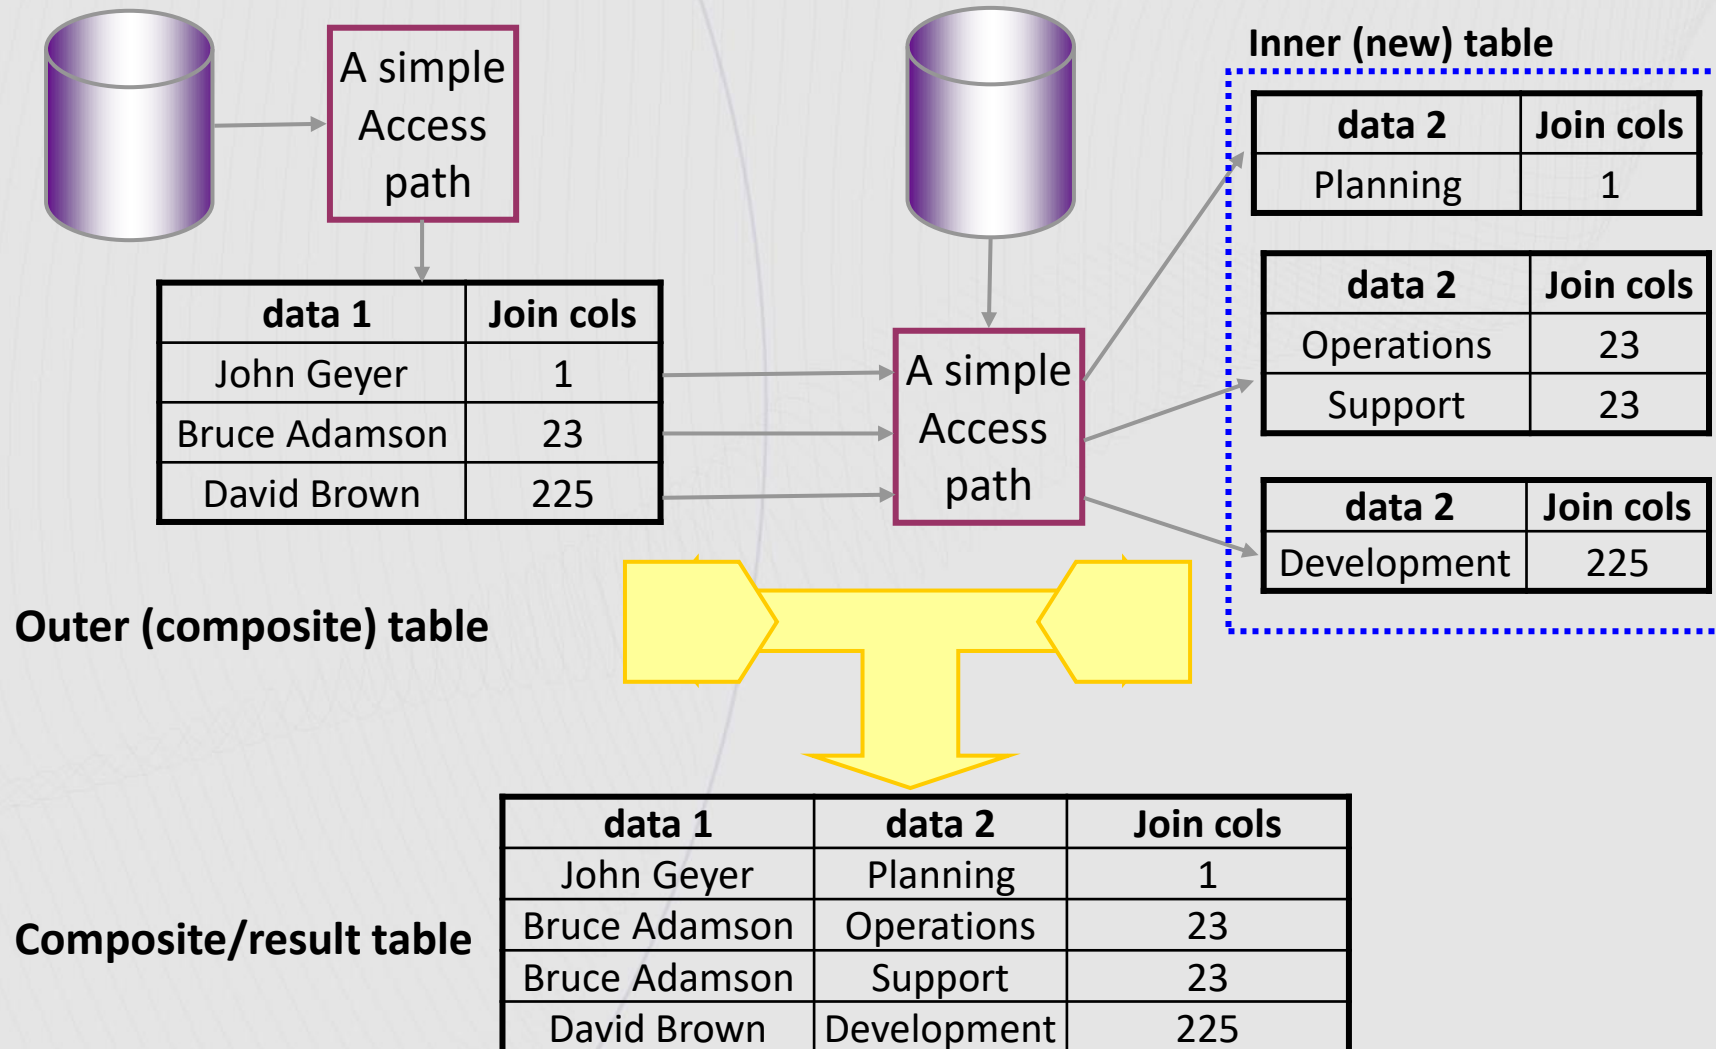 A simple
Access
path
Inner (new) table
data 2 Join cols
Planning 1
data 1 Join cols
John Geyer 1
Bruce Adamson 23
David Brown 225
A simple
Access
path
data 2 Join cols
Operations 23
Support 23
data 2 Join cols
Development 225
Outer (composite) table
Composite/result table
data 1 data 2 Join cols
John Geyer Planning 1
Bruce Adamson Operations 23
Bruce Adamson Support 23
David Brown Development 225